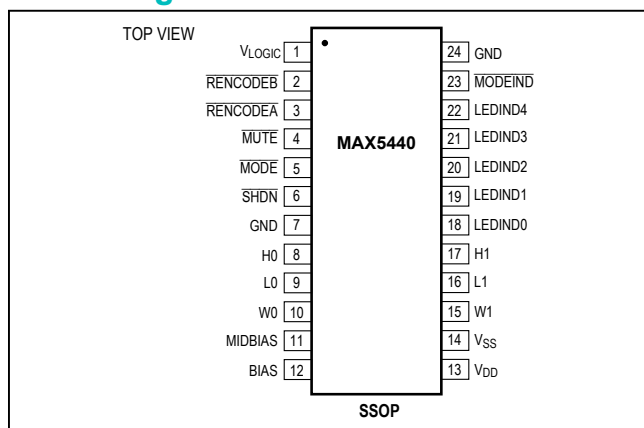 TOP VIEW
VLOGIC 1
RENCODEB 2
RENCODEA 3
MUTE 4
MODE 5
SHDN 6
GND 7
H0 8
L0 9
W0 10
MIDBIAS 11
BIAS 12
MAX5440
24 GND
23 MODEIND
22 LEDIND4
21 LEDIND3
20 LEDIND2
19 LEDIND1
18 LEDIND0
17 H1
16 L1
15 W1
14 VSS
13 VDD
SSOP